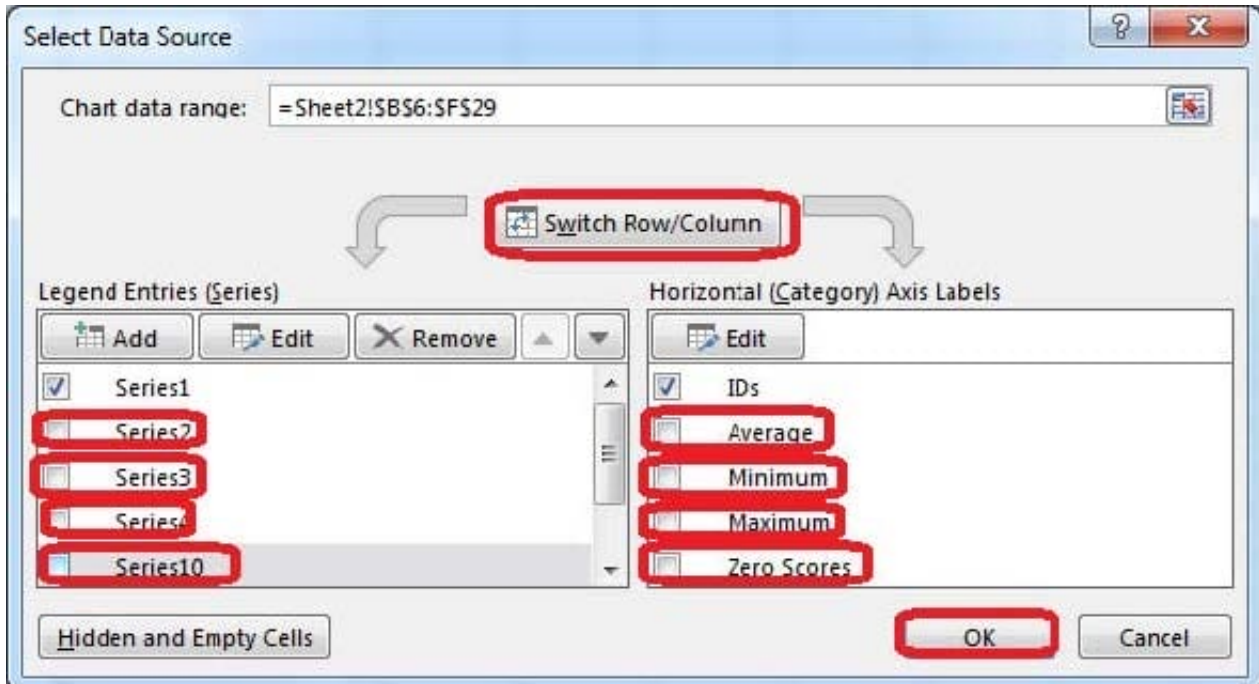 Select Data Source
Chart data range: =Sheet2!$B$6:$F$29
Switch Row/Column
Legend Entries (Series)
Add Edit Remove
Series1
Series2
Series3
Series4
Series10
Hidden and Empty Cells
Horizontal (Category) Axis Labels
Edit
IDs
Average
Minimum
Maximum
Zero Scores
OK Cancel